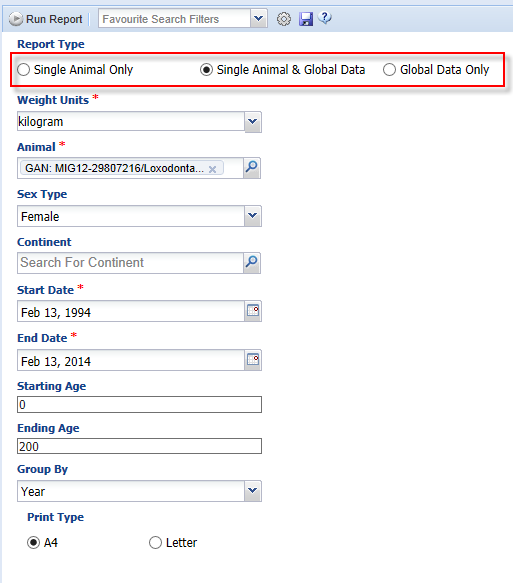 Run Report Favourite Search Filters
Report Type
Single Animal Only Single Animal & Global Data Global Data Only
Weight Units *
kilogram
Animal *
GAN: MIG12-29807216/Loxodonta...
Sex Type
Female
Continent
Search For Continent
Start Date *
Feb 13, 1994
End Date *
Feb 13, 2014
Starting Age
0
Ending Age
200
Group By
Year
Print Type
A4 Letter